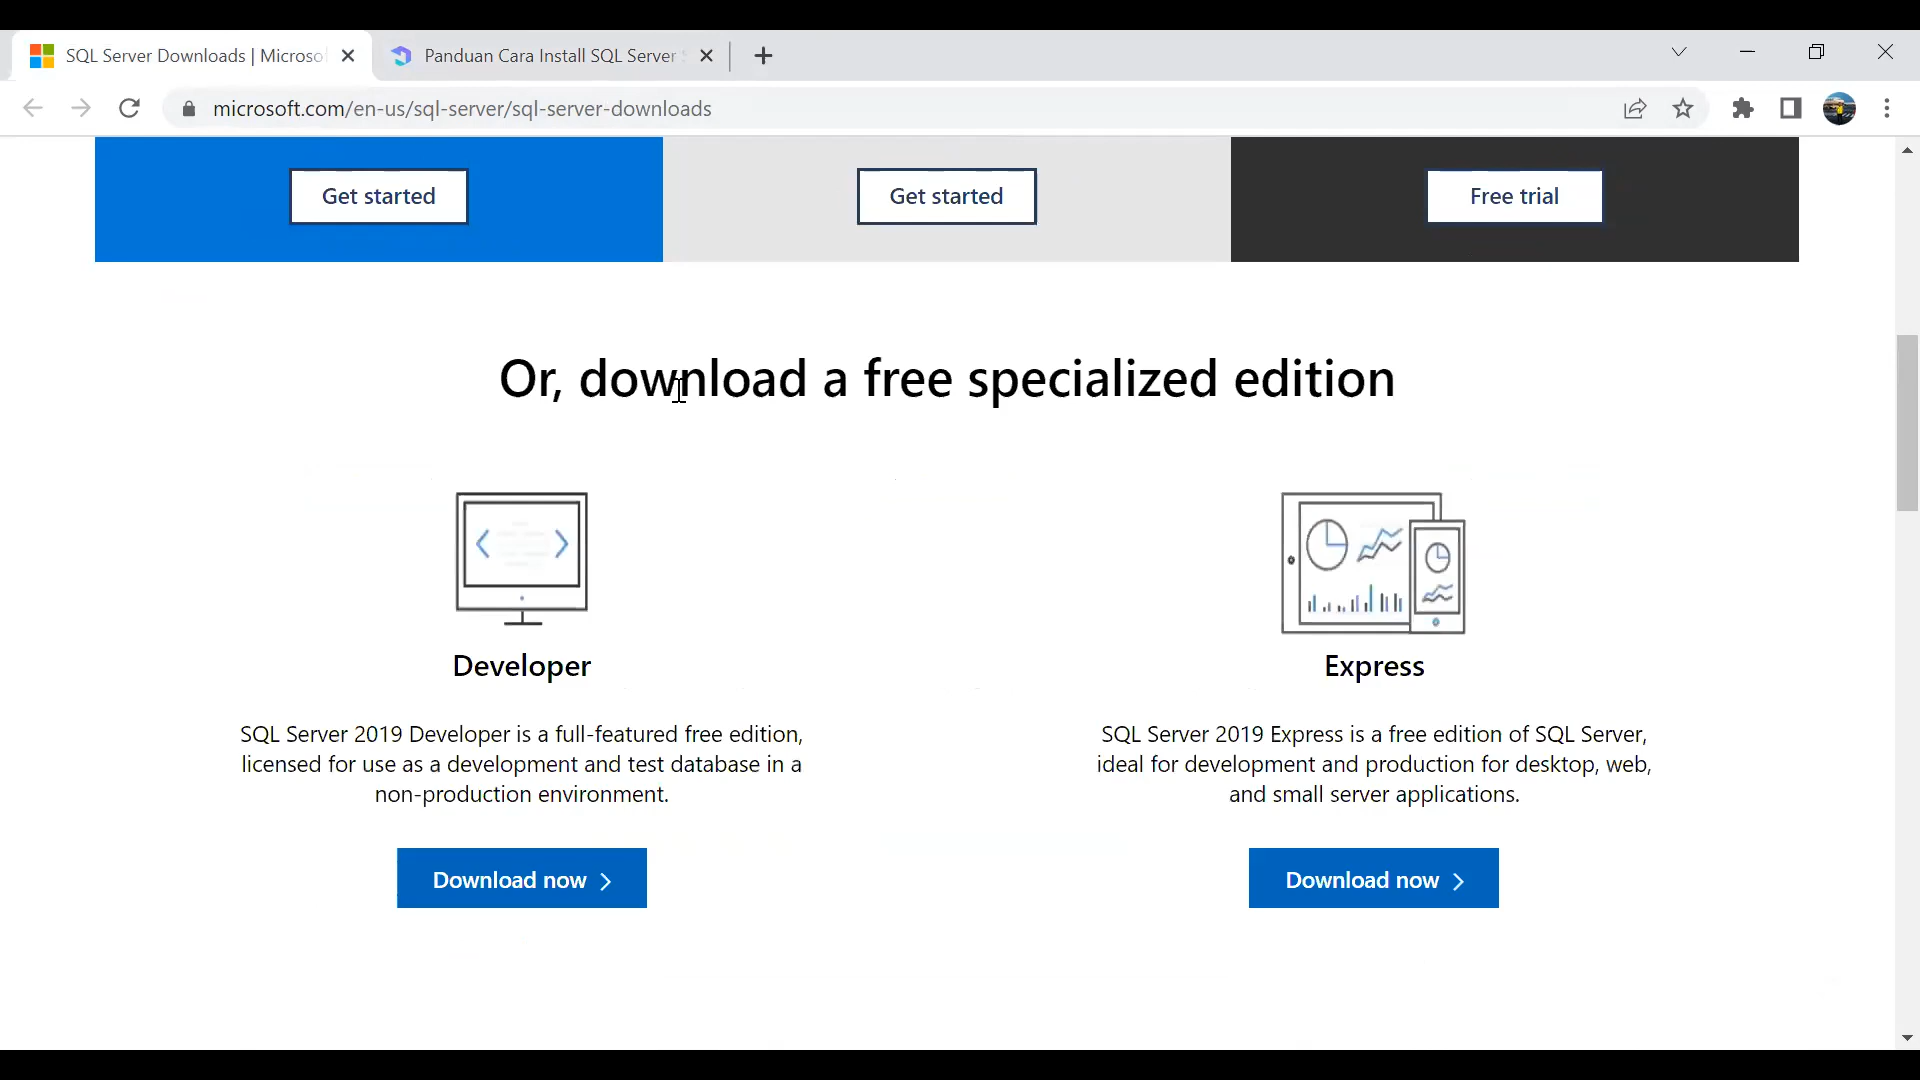 SQL Server Downloads | Microsof
Panduan Cara Install SQL Server
microsoft.com/en-us/sql-server/sql-server-downloads
Get started
Get started
Free trial
Or, download a free specialized edition
Developer
SQL Server 2019 Developer is a full-featured free edition,
licensed for use as a development and test database in a
non-production environment.
Download now
Express
SQL Server 2019 Express is a free edition of SQL Server,
ideal for development and production for desktop, web,
and small server applications.
Download now